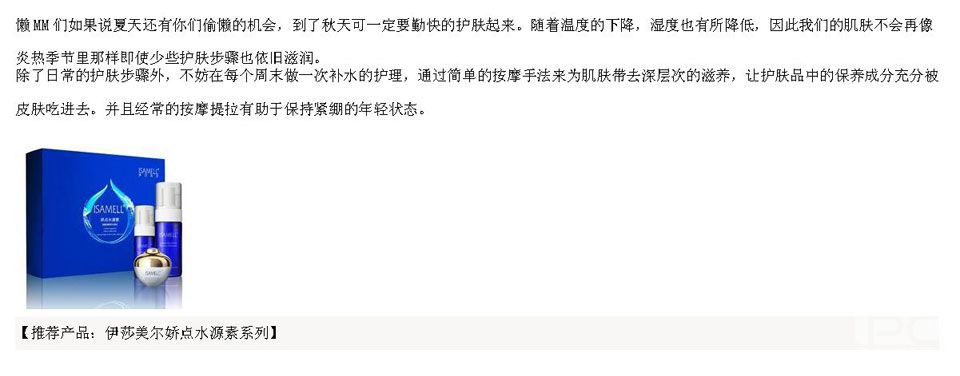 懒MM们如果说夏天还有你们偷懒的机会，到了秋天可一定要勤快的护肤起来。随着温度的下降，湿度也有所降低，因此我们的肌肤不会再像
炎热季节里那样即使少些护肤步骤也依旧滋润。
除了日常的护肤步骤外，不妨在每个周末做一次补水的护理，通过简单的按摩手法来为肌肤带去深层次的滋养，让护肤品中的保养成分充分被
皮肤吃进去。并且经常的按摩提拉有助于保持紧绷的年轻状态。
ISAMELL
ISAMELL
ISAMELL
ISAMELL
【推荐产品：伊莎美尔娇点水源素系列】